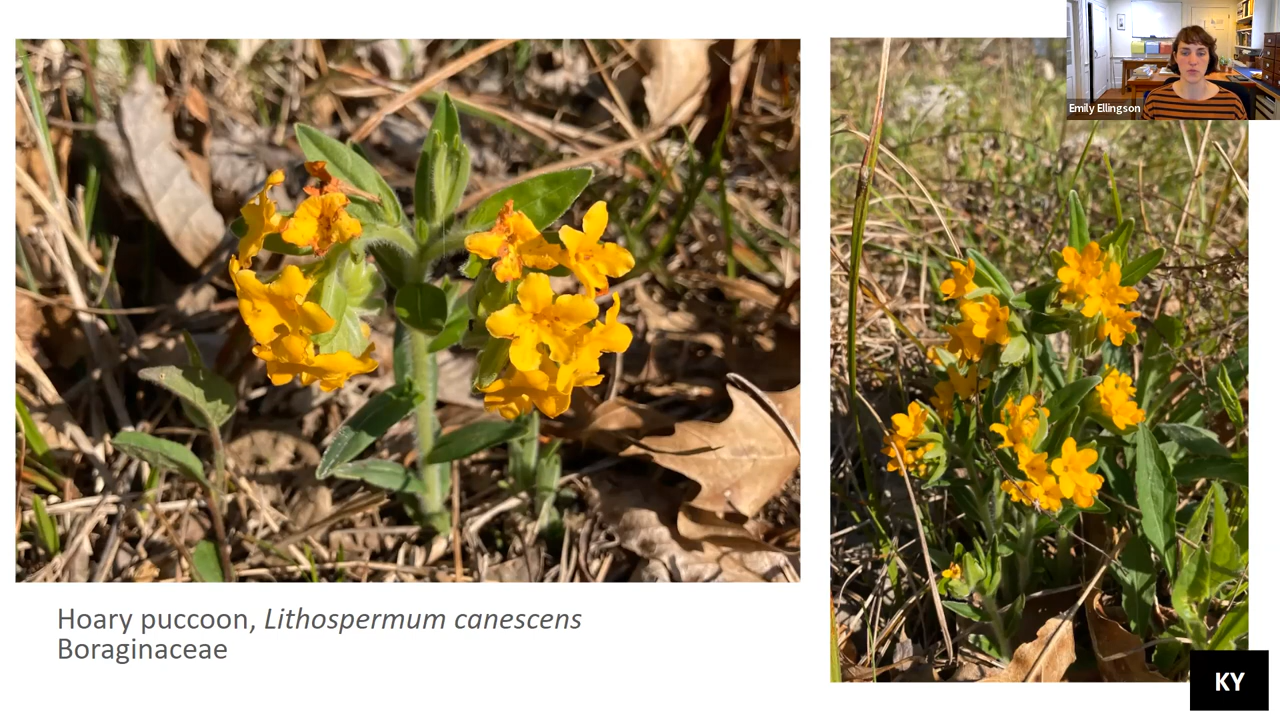 Emily Ellingson
Hoary puccoon, Lithospermum canescens
Boraginaceae
KY